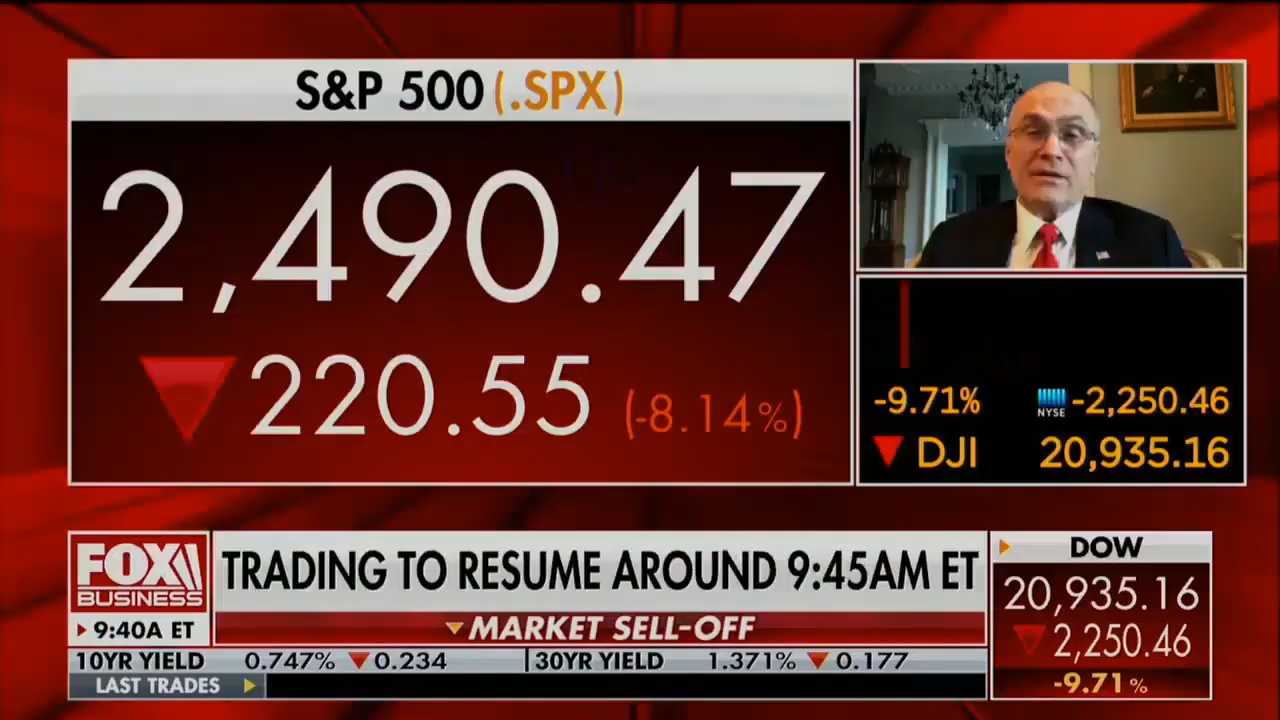 S&P 500 (.SPX)
2,490.47
▼220.55 (-8.14%)
-9.71% NYSE -2,250.46
▼ DJI 20,935.16
FOX
BUSINESS
9:40A ET
TRADING TO RESUME AROUND 9:45AM ET
MARKET SELL-OFF
DOW
20,935.16
▼2,250.46
-9.71%
10YR YIELD 0.747% ▼0.234 30YR YIELD 1.371% ▼0.177
LAST TRADES